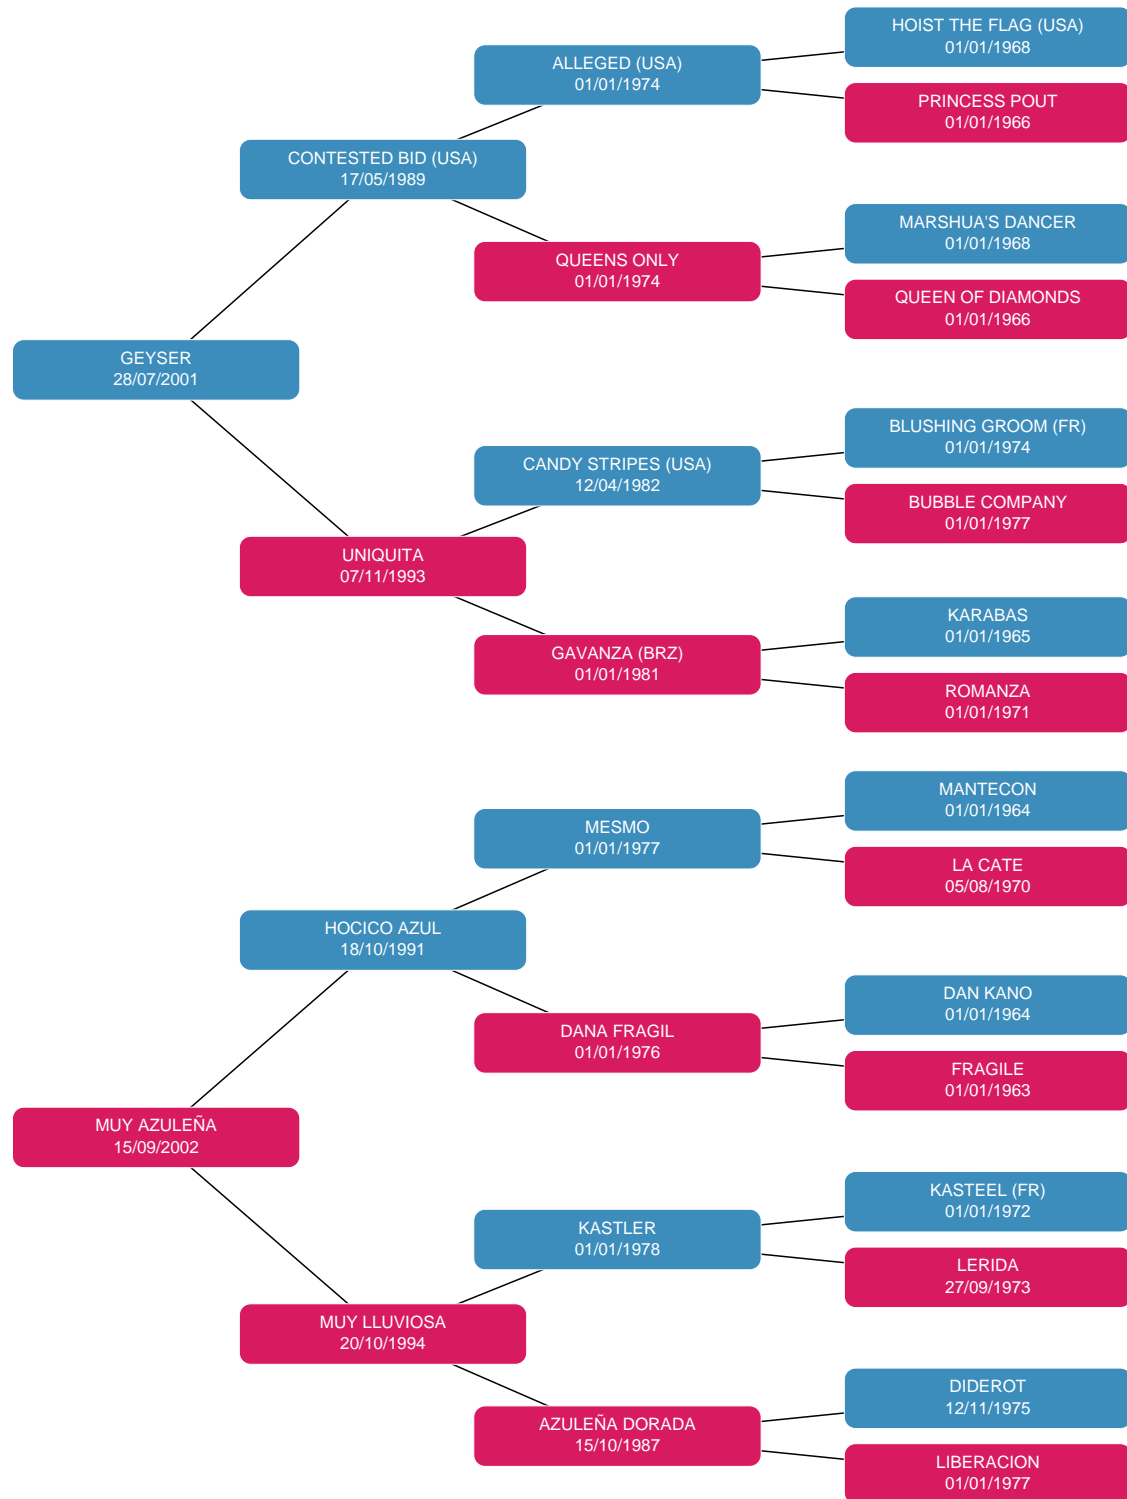 HOIST THE FLAG (USA)
01/01/1968
ALLEGED (USA)
01/01/1974
PRINCESS POUT
01/01/1966
CONTESTED BID (USA)
17/05/1989
MARSHUA'S DANCER
01/01/1968
QUEENS ONLY
01/01/1974
QUEEN OF DIAMONDS
01/01/1966
GEYSER
28/07/2001
BLUSHING GROOM (FR)
01/01/1974
CANDY STRIPES (USA)
12/04/1982
BUBBLE COMPANY
01/01/1977
UNIQUITA
07/11/1993
KARABAS
01/01/1965
GAVANZA (BRZ)
01/01/1981
ROMANZA
01/01/1971
MANTECON
01/01/1964
MESMO
01/01/1977
LA CATE
05/08/1970
HOCICO AZUL
18/10/1991
DAN KANO
01/01/1964
DANA FRAGIL
01/01/1976
FRAGILE
01/01/1963
MUY AZULEÑA
15/09/2002
KASTEEL (FR)
01/01/1972
KASTLER
01/01/1978
LERIDA
27/09/1973
MUY LLUVIOSA
20/10/1994
DIDEROT
12/11/1975
AZULEÑA DORADA
15/10/1987
LIBERACION
01/01/1977